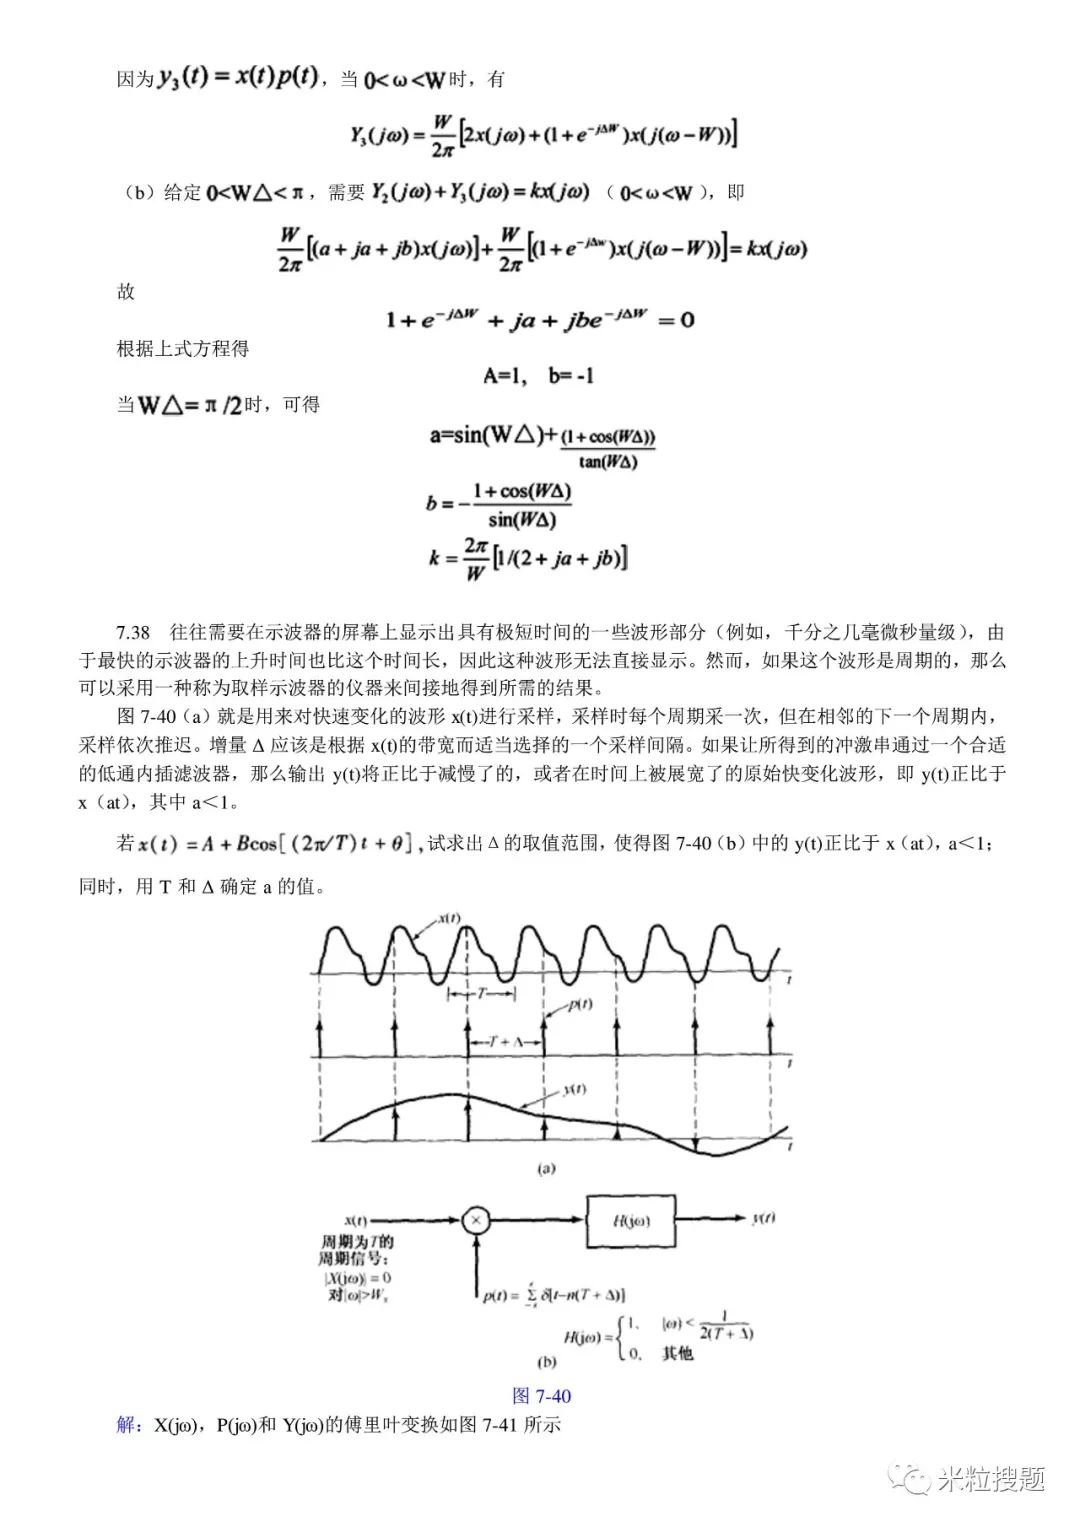 因为y₃(t) = x(t)p(t)，当 0<ω<W时，有
Y₃(jω) = W/2π [2x(jω)+(1+e^{-jΔW})x(j(ω−W))]
（b）给定 0<W△<π，需要 Y₂(jω)+Y₃(jω)=kx(jω)（0<ω<W），即
W/2π [(a+ja+jb)x(jω)]+ W/2π [(1+e^{-jΔw})x(j(ω−W))]=kx(jω)
故
1+e^{-jΔW} + ja + jbe^{-jΔW} =0
根据上式方程得
A=1, b= -1
当W△= π /2时，可得
a=sin(W△)+ (1+cos(WΔ))/tan(WΔ)
b = − (1+cos(WΔ))/sin(WΔ)
k = 2π/W [1/(2+ja+jb)]
7.38 往往需要在示波器的屏幕上显示出具有极短时间的一些波形部分（例如，千分之几毫微秒量级），由
于最快的示波器的上升时间也比这个时间长，因此这种波形无法直接显示。然而，如果这个波形是周期的，那么
可以采用一种称为取样示波器的仪器来间接地得到所需的结果。
图 7-40（a）就是用来对快速变化的波形 x(t)进行采样，采样时每个周期采一次，但在相邻的下一个周期内，
采样依次推迟。增量 Δ 应该是根据 x(t)的带宽而适当选择的一个采样间隔。如果让所得到的冲激串通过一个合适
的低通内插滤波器，那么输出 y(t)将正比于减慢了的，或者在时间上被展宽了的原始快变化波形，即 y(t)正比于
x（at），其中 a＜1。
若x(t) =A+Bcos[(2π/T)t+θ],试求出 Δ 的取值范围，使得图 7-40（b）中的 y(t)正比于 x（at），a＜1；
同时，用 T 和 Δ 确定 a 的值。
x(t)
t
T
p(t)
T + Δ
t
y(t)
t
(a)
x(t) × H(jω) y(t)
周期为T的
周期信号：
|X(jω)| = 0
对|ω|>Wₓ
p(t) = Σ δ[t−n(T + Δ)]
H(jω) = { 1, |ω| < 1/2(T + Δ)
0, 其他
(b)
图 7-40
解：X(jω)，P(jω)和 Y(jω)的傅里叶变换如图 7-41 所示
米粒搜题